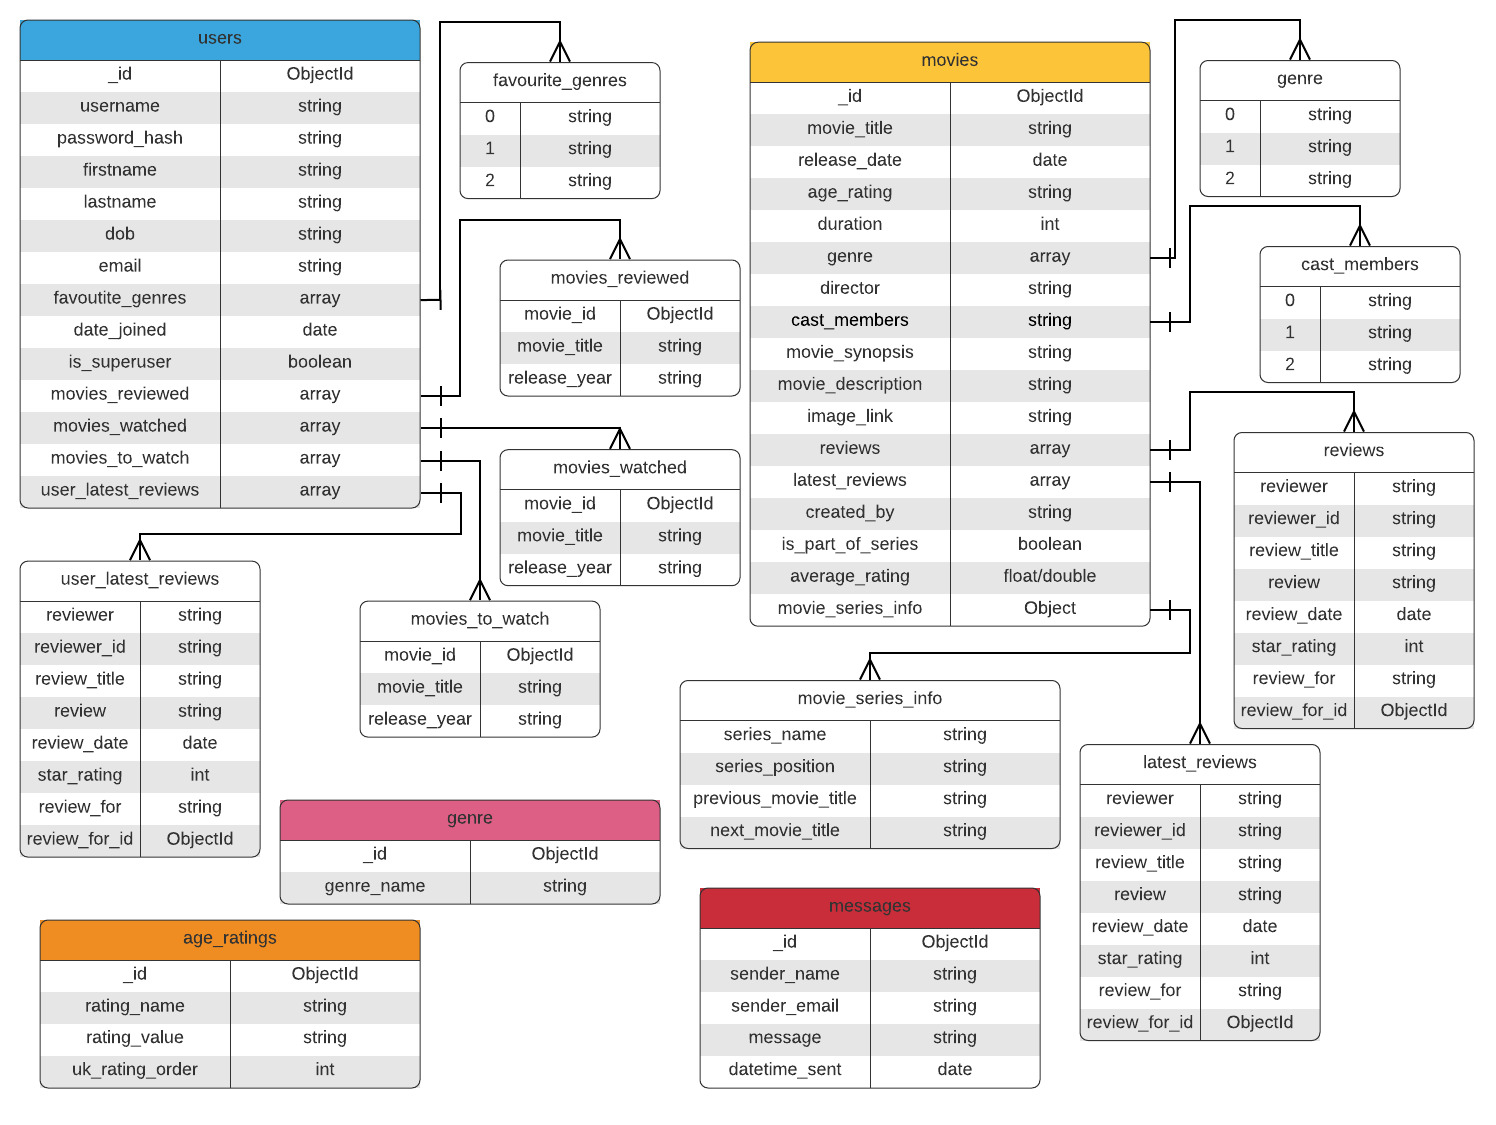 users
_id ObjectId
username string
password_hash string
firstname string
lastname string
dob string
email string
favoutite_genres array
date_joined date
is_superuser boolean
movies_reviewed array
movies_watched array
movies_to_watch array
user_latest_reviews array
favourite_genres
0 string
1 string
2 string
movies_reviewed
movie_id ObjectId
movie_title string
release_year string
movies_watched
movie_id ObjectId
movie_title string
release_year string
movies_to_watch
movie_id ObjectId
movie_title string
release_year string
user_latest_reviews
reviewer string
reviewer_id string
review_title string
review string
review_date date
star_rating int
review_for string
review_for_id ObjectId
movies
_id ObjectId
movie_title string
release_date date
age_rating string
duration int
genre array
director string
cast_members string
movie_synopsis string
movie_description string
image_link string
reviews array
latest_reviews array
created_by string
is_part_of_series boolean
average_rating float/double
movie_series_info Object
genre
0 string
1 string
2 string
cast_members
0 string
1 string
2 string
reviews
reviewer string
reviewer_id string
review_title string
review string
review_date date
star_rating int
review_for string
review_for_id ObjectId
movie_series_info
series_name string
series_position string
previous_movie_title string
next_movie_title string
latest_reviews
reviewer string
reviewer_id string
review_title string
review string
review_date date
star_rating int
review_for string
review_for_id ObjectId
genre
_id ObjectId
genre_name string
age_ratings
_id ObjectId
rating_name string
rating_value string
uk_rating_order int
messages
_id ObjectId
sender_name string
sender_email string
message string
datetime_sent date